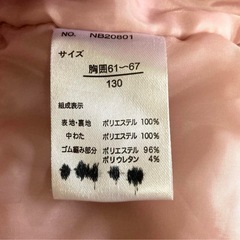 NO. NB20801
サイズ
胸囲61〜67
130
組成表示
表地・裏地 ポリエステル 100%
中わた ポリエステル 100%
ゴム編み部分 ポリエステル 96%
ポリウレタン 4%